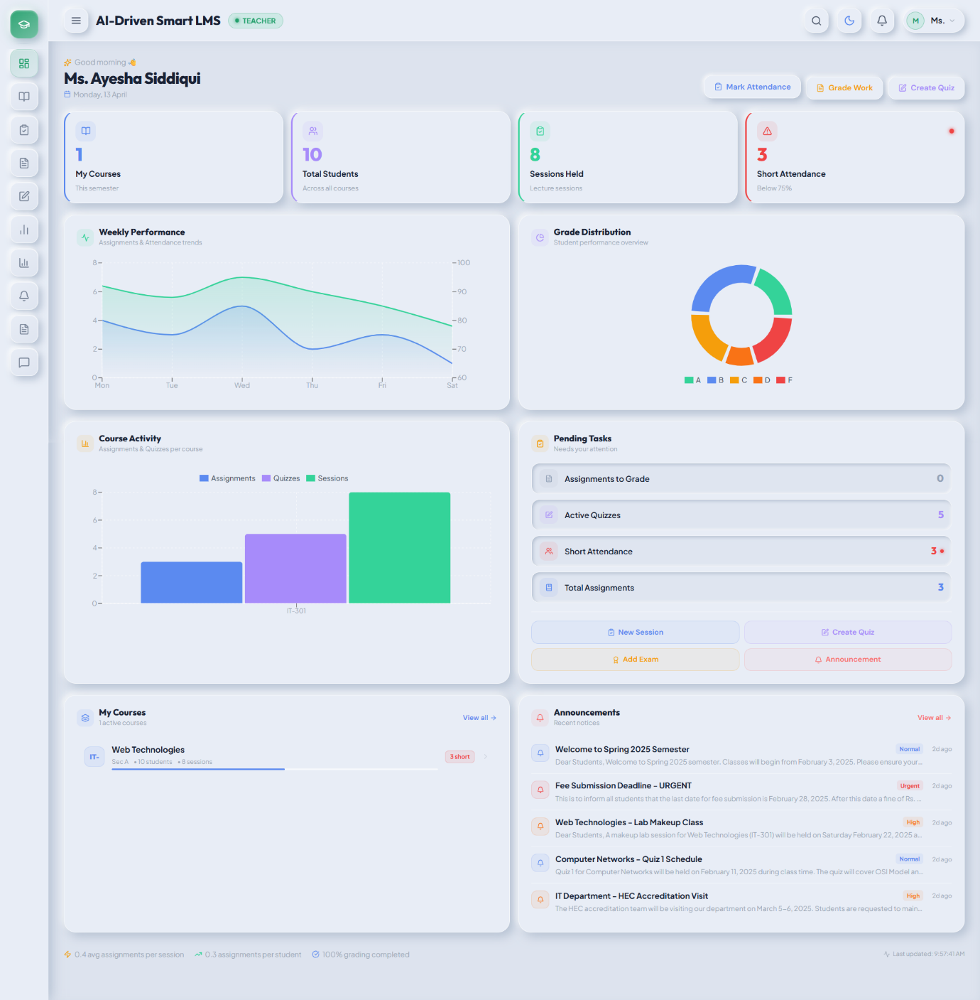 AI-Driven Smart LMS
TEACHER
M
Ms.
Good morning
Ms. Ayesha Siddiqui
Monday, 13 April
Mark Attendance
Grade Work
Create Quiz
1
My Courses
This semester
10
Total Students
Across all courses
8
Sessions Held
Lecture sessions
3
Short Attendance
Below 75%
Weekly Performance
Assignments & Attendance trends
8
6
4
2
0
100
90
80
70
60
Mon
Tue
Wed
Thu
Fri
Sat
Grade Distribution
Student performance overview
A
B
C
D
F
Course Activity
Assignments & Quizzes per course
Assignments
Quizzes
Sessions
8
6
4
2
0
IT-301
Pending Tasks
Needs your attention
Assignments to Grade
0
Active Quizzes
5
Short Attendance
3
Total Assignments
3
New Session
Create Quiz
Add Exam
Announcement
My Courses
1 active courses
View all →
IT-
Web Technologies
Sec A • 10 students • 8 sessions
3 short
Announcements
Recent notices
View all →
Welcome to Spring 2025 Semester
Normal
2d ago
Dear Students, Welcome to Spring 2025 semester. Classes will begin from February 3, 2025. Please ensure your...
Fee Submission Deadline – URGENT
Urgent
2d ago
This is to inform all students that the last date for fee submission is February 28, 2025. After this date a fine of Rs. ...
Web Technologies – Lab Makeup Class
High
2d ago
Dear Students, A makeup lab session for Web Technologies (IT-301) will be held on Saturday February 22, 2025 a...
Computer Networks – Quiz 1 Schedule
Normal
2d ago
Quiz 1 for Computer Networks will be held on February 11, 2025 during class time. The quiz will cover OSI Model an...
IT Department – HEC Accreditation Visit
High
2d ago
The HEC accreditation team will be visiting our department on March 5–6, 2025. Students are requested to main...
0.4 avg assignments per session
0.3 assignments per student
100% grading completed
Last updated: 9:57:41 AM